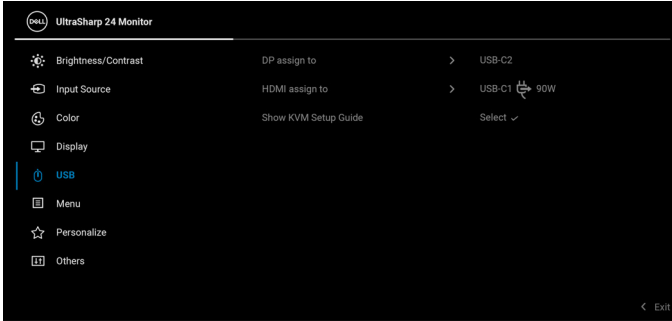 DELL UltraSharp 24 Monitor
Brightness/Contrast DP assign to > USB-C2
Input Source HDMI assign to > USB-C1 90W
Color Show KVM Setup Guide Select ✓
Display
USB
Menu
Personalize
Others
< Exit